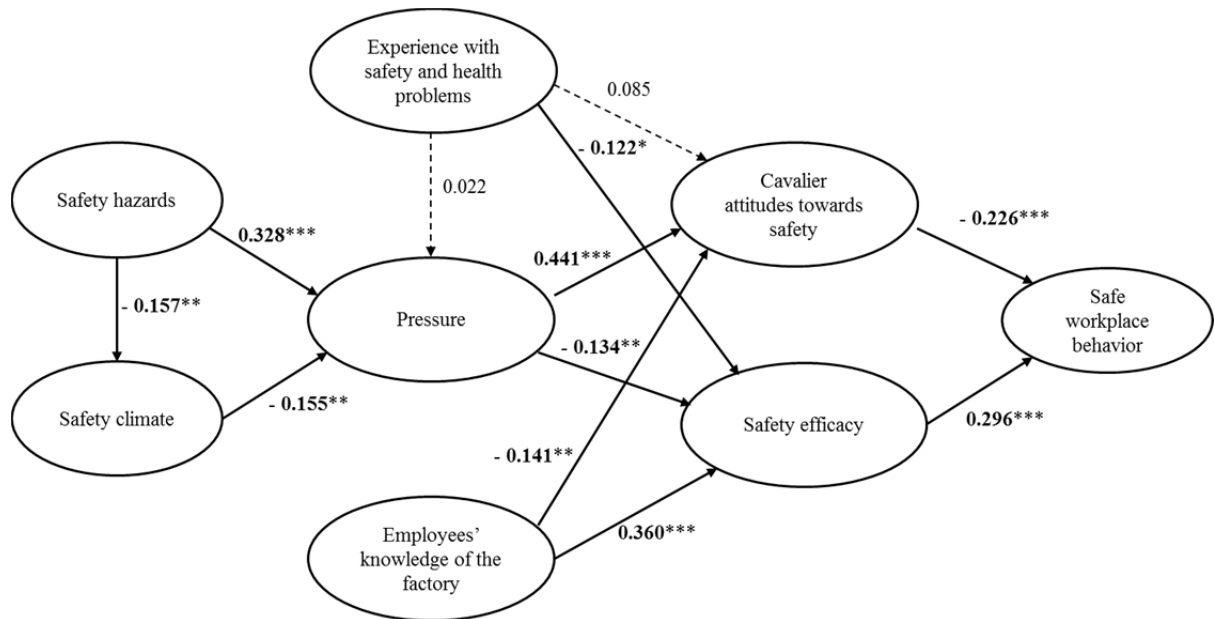 Experience with
safety and health
problems
0.085
- 0.122*
Safety hazards
0.022
Cavalier
attitudes towards
safety
0.328***
- 0.226***
0.441***
- 0.157**
Pressure
Safe
workplace
behavior
- 0.134**
- 0.155**
Safety climate
Safety efficacy
0.296***
- 0.141**
0.360***
Employees’
knowledge of the
factory